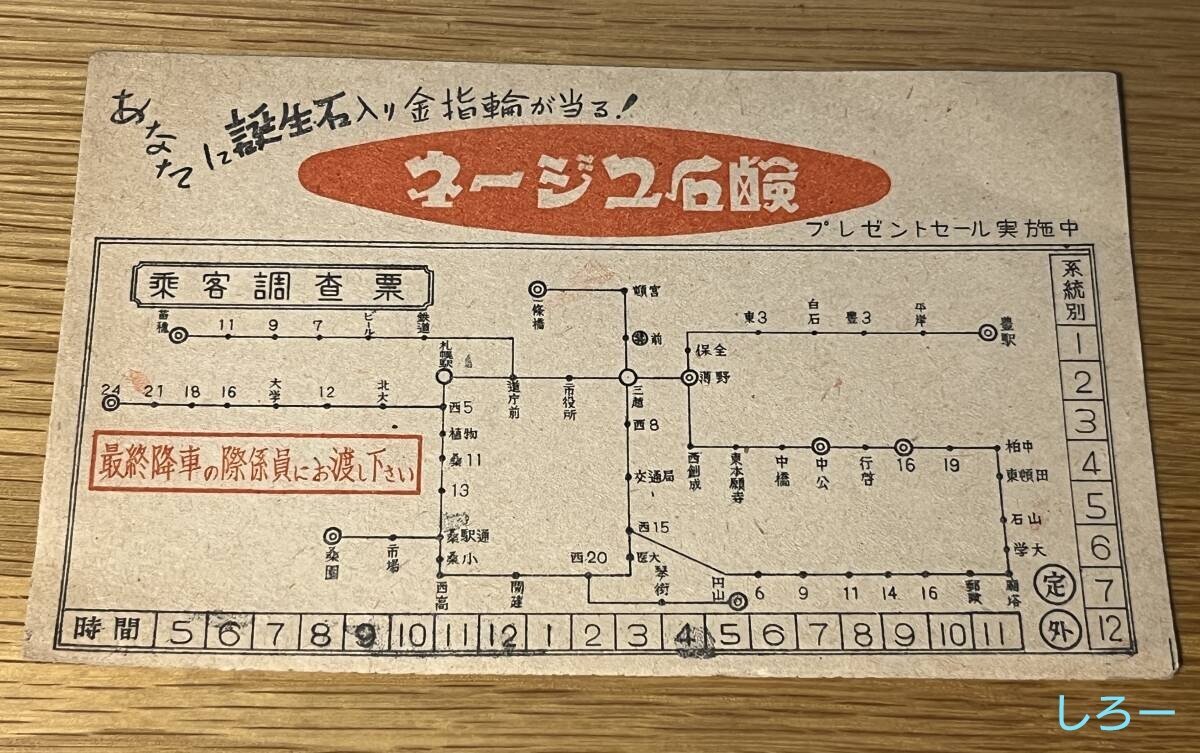 あなたに誕生石入り金指輪が当る!
ネージュ石鹸
プレゼントセール実施中
乗客調査票
系統別
1
2
3
4
5
6
7
12
苗穂
11
9
7
ビール
鉄道
一條橋
頓宮
前
保全
薄野
東3
白石
豊3
平岸
豊駅
札幌駅
道庁前
市役所
三越
24
21
18
16
大学
12
北大
西5
植物
桑11
13
桑駅通
桑小
西高
桑園
市場
西8
交通局
西15
医大
西20
琴街
円山
西創成
東本願寺
中橋
中公
行啓
16
19
柏中
東頓田
石山
学大
6
9
11
14
16
最終降車の際係員にお渡し下さい
定
外
時間
5
6
7
8
9
10
11
12
1
2
3
4
5
6
7
8
9
10
11
しろー